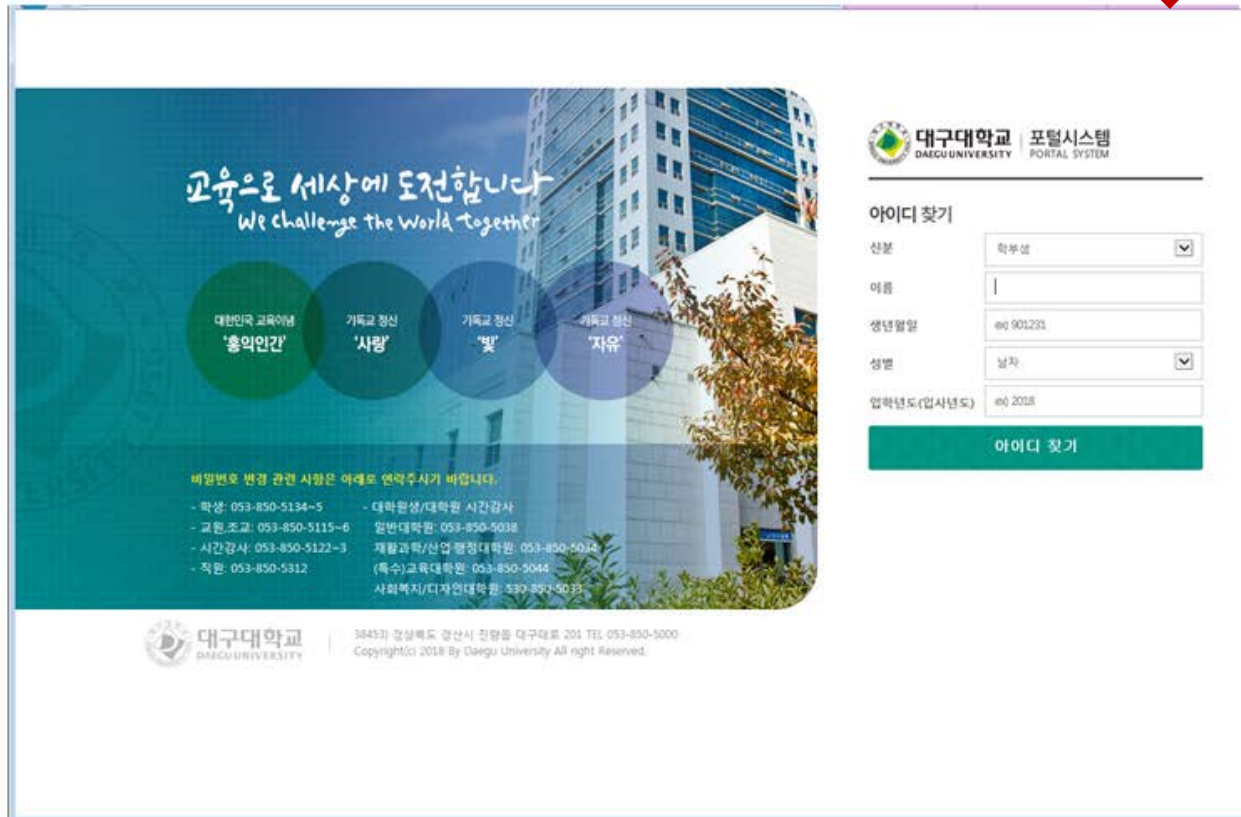 교육으로 세상에 도전합니다
We challenge the World together
대한민국 교육이념
'홍익인간'
기독교 정신
'사랑'
기독교 정신
'빛'
기독교 정신
'자유'
비밀번호 변경 관련 사항은 아래로 연락주시기 바랍니다.
- 학생: 053-850-5134~5
- 교원,조교: 053-850-5115~6
- 시간강사: 053-850-5122~3
- 직원: 053-850-5312
- 대학원생/대학원 시간강사
일반대학원: 053-850-5038
재활과학/산업·행정대학원: 053-850-5034
(특수)교육대학원: 053-850-5044
사회복지/디자인대학원: 530-850-5033
대구대학교
DAEGU UNIVERSITY
38453) 경상북도 경산시 진량읍 대구대로 201 TEL 053-850-5000
Copyright(c) 2018 By Daegu University All right Reserved.
대구대학교 포털시스템
DAEGU UNIVERSITY PORTAL SYSTEM
아이디 찾기
신분 학부생
이름
생년월일 ex) 901231
성별 남자
입학년도(입사년도) ex) 2018
아이디 찾기